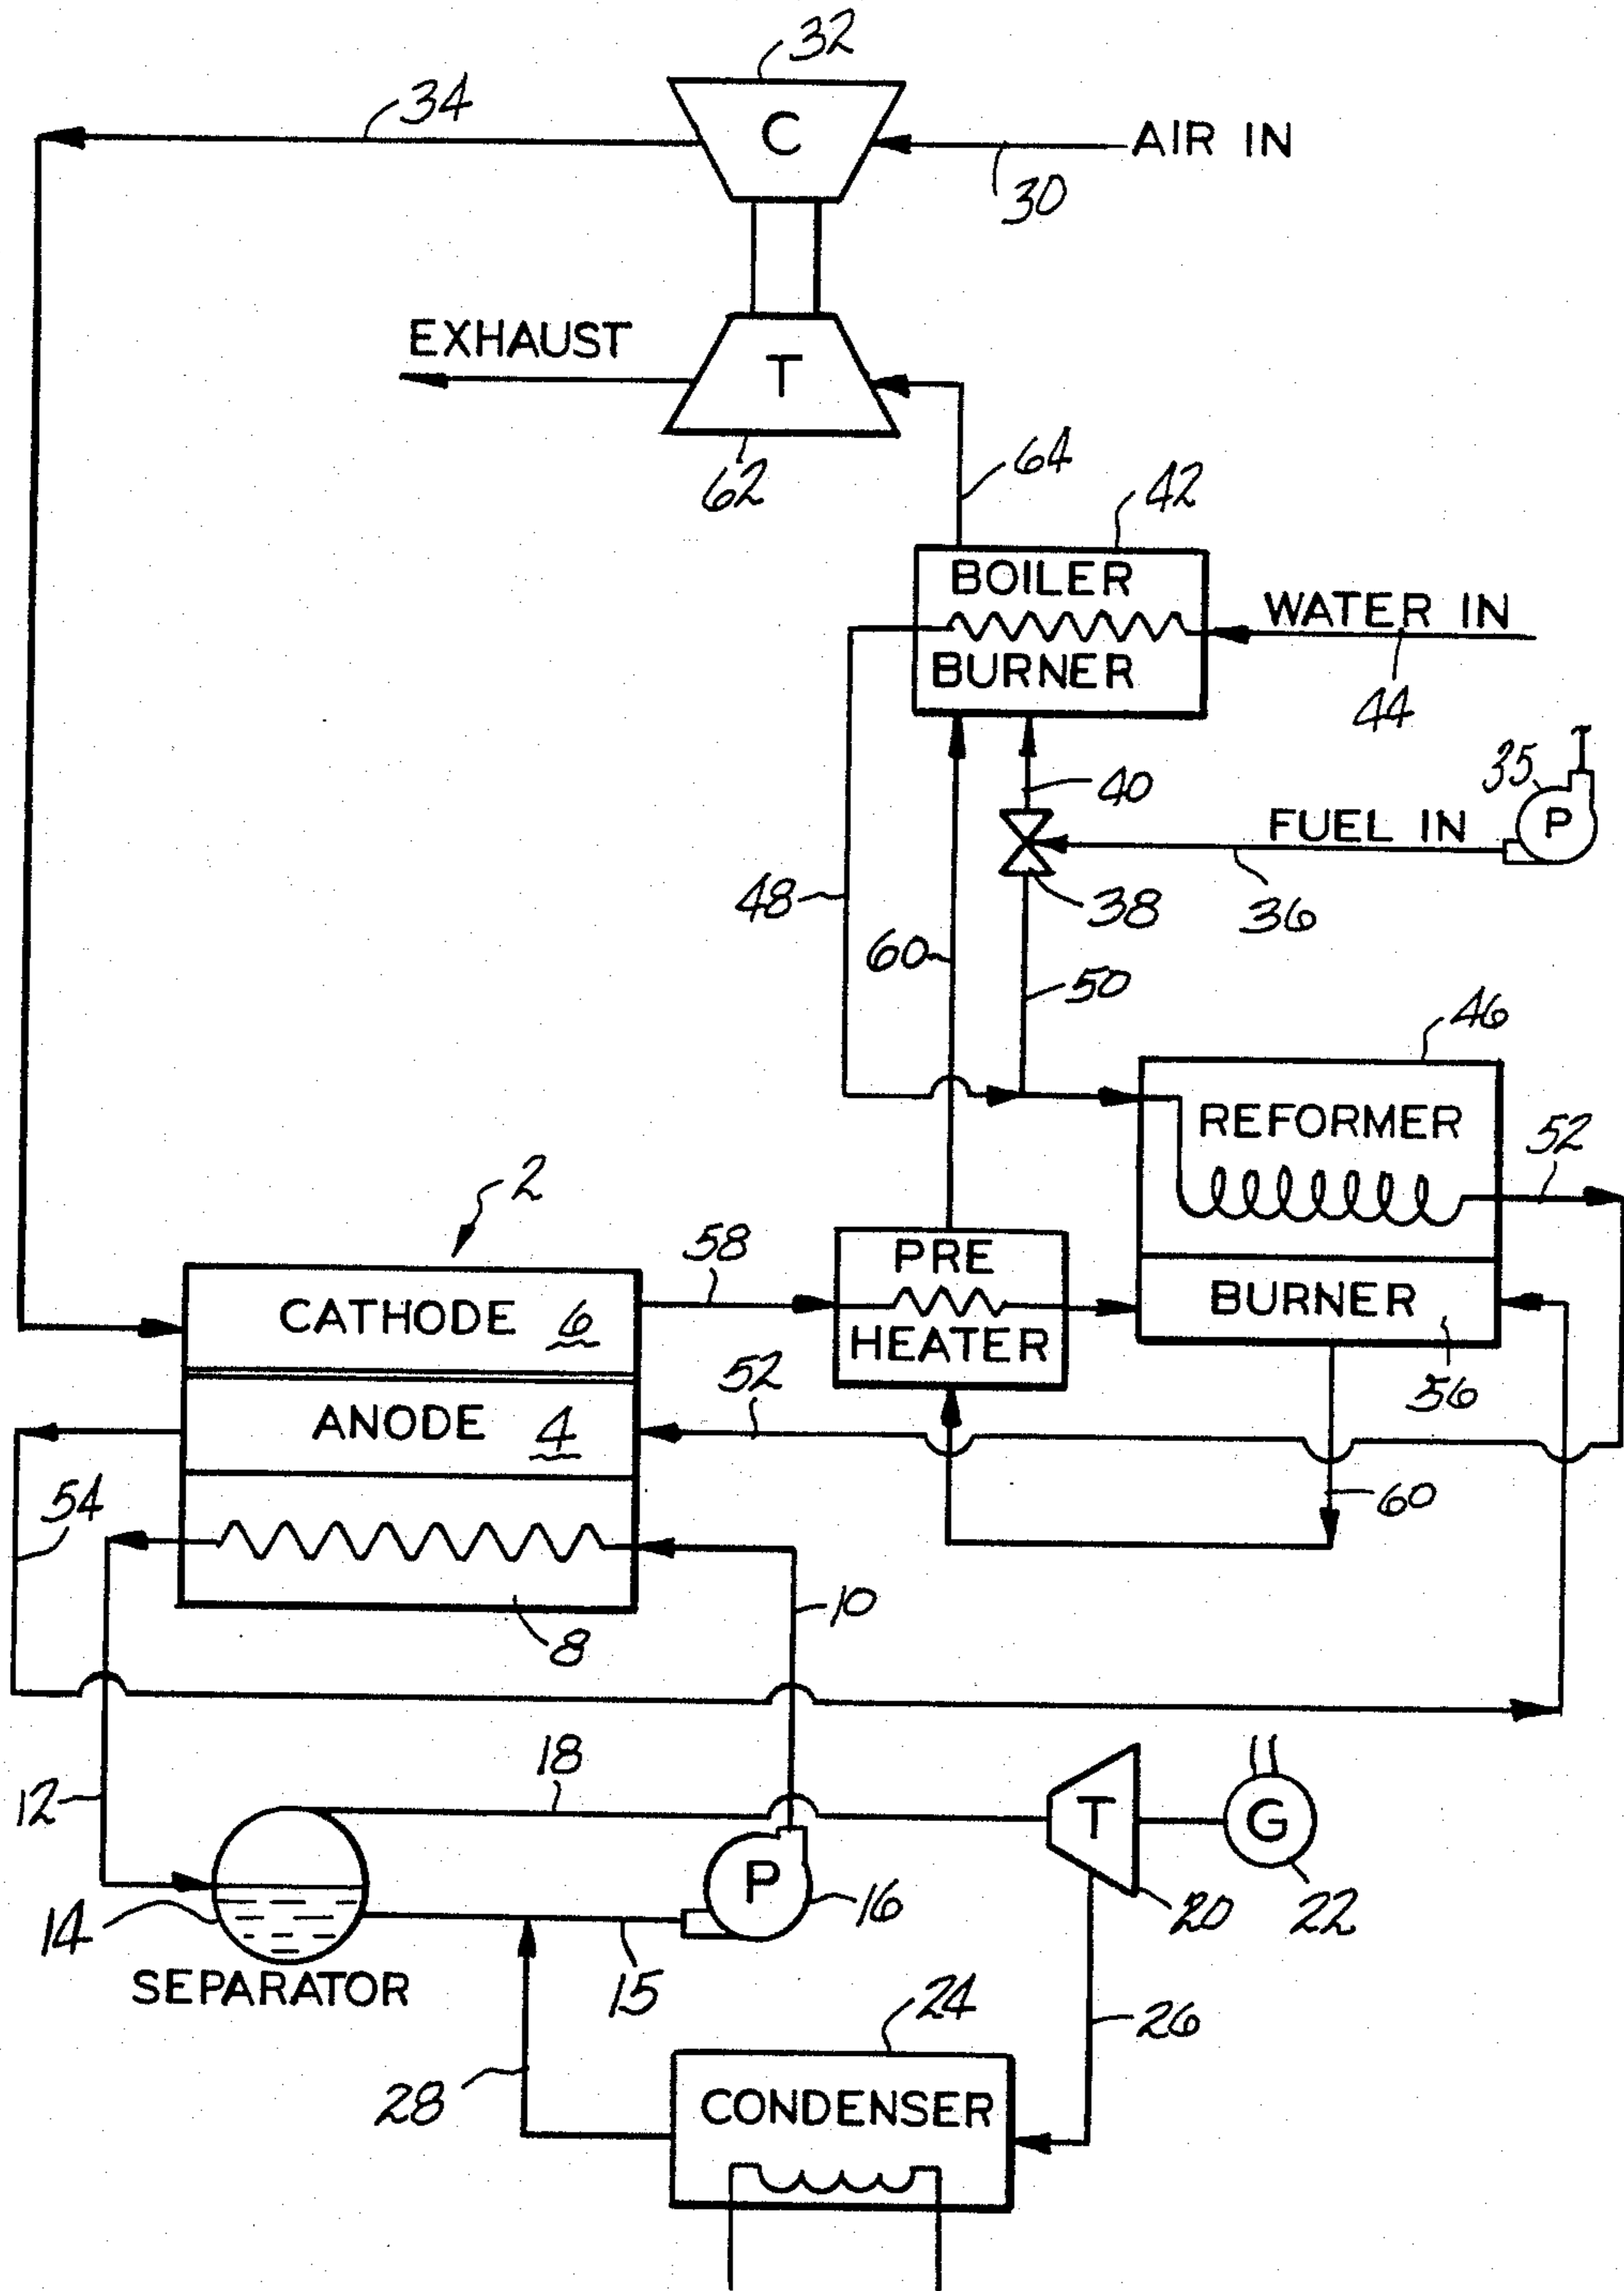 32
34
C
AIR IN
30
EXHAUST
T
64
62
42
BOILER
WATER IN
BURNER
44
35
40
FUEL IN
P
48
38
36
60
50
46
REFORMER
52
2
58
PRE
CATHODE 6
BURNER
HEATER
52
56
ANODE 4
54
60
10
8
18
12
T
G
P
16
14
20
22
SEPARATOR
15
24
26
28
CONDENSER